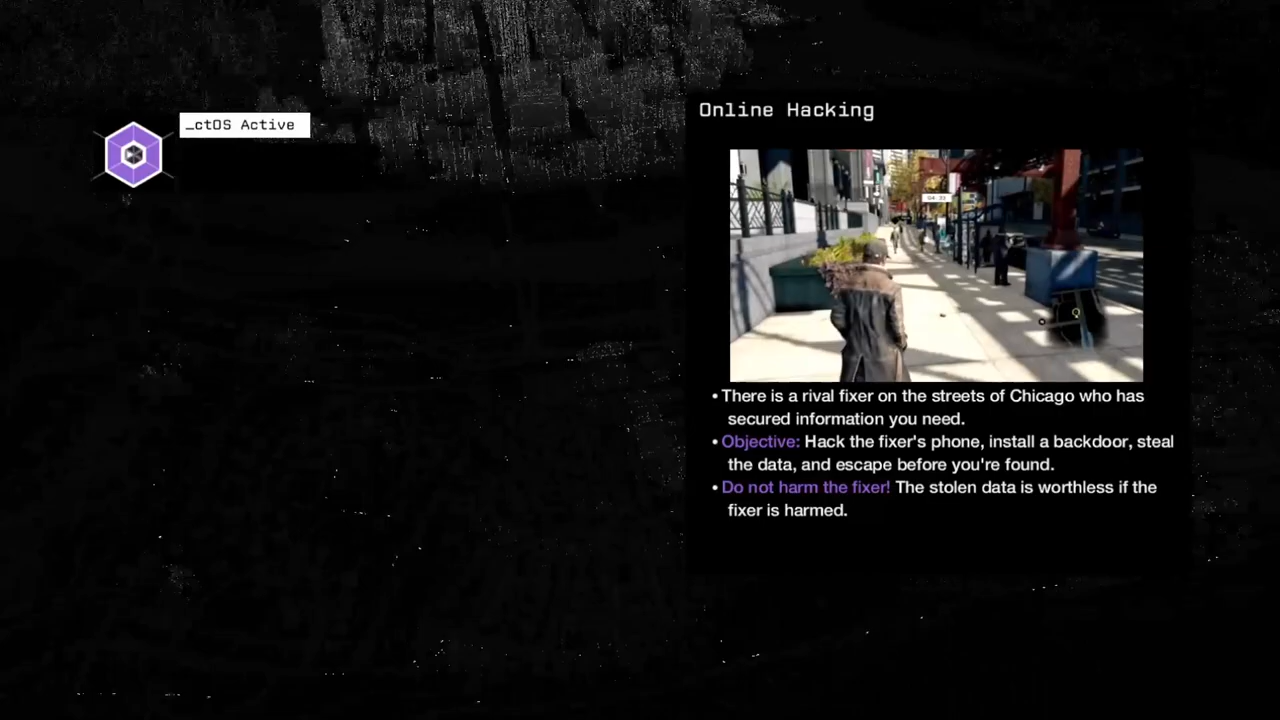 _ctOS Active
Online Hacking
04:33
• There is a rival fixer on the streets of Chicago who has
secured information you need.
• Objective: Hack the fixer's phone, install a backdoor, steal
the data, and escape before you're found.
• Do not harm the fixer! The stolen data is worthless if the
fixer is harmed.